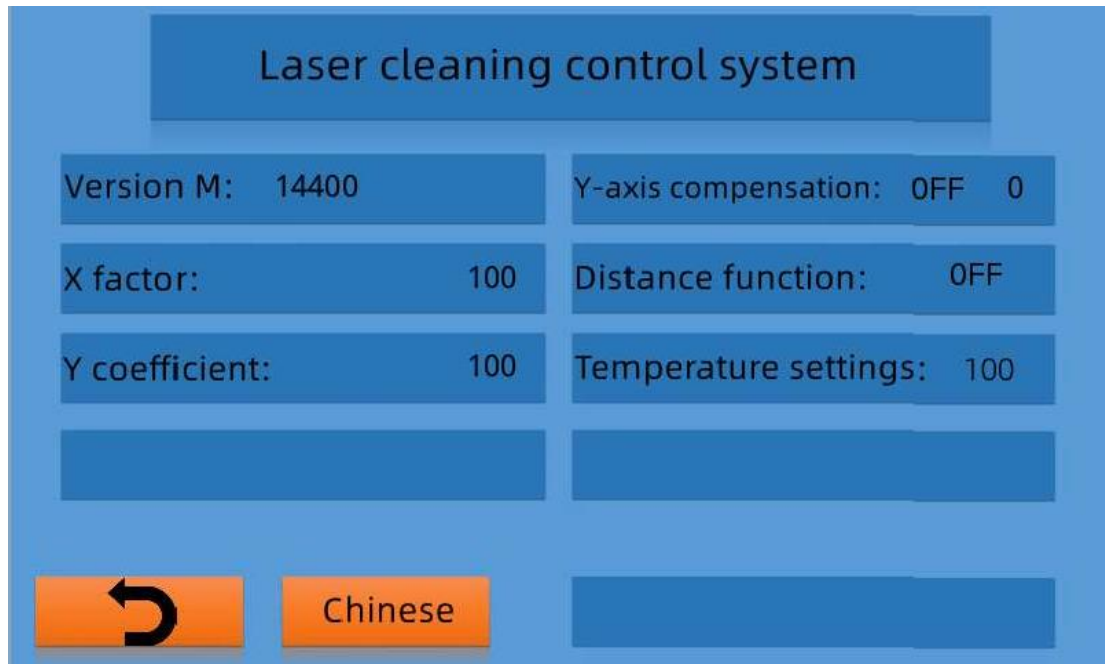 Laser cleaning control system
Version M: 14400
Y-axis compensation: 0FF 0
X factor: 100
Distance function: 0FF
Y coefficient: 100
Temperature settings: 100
Chinese